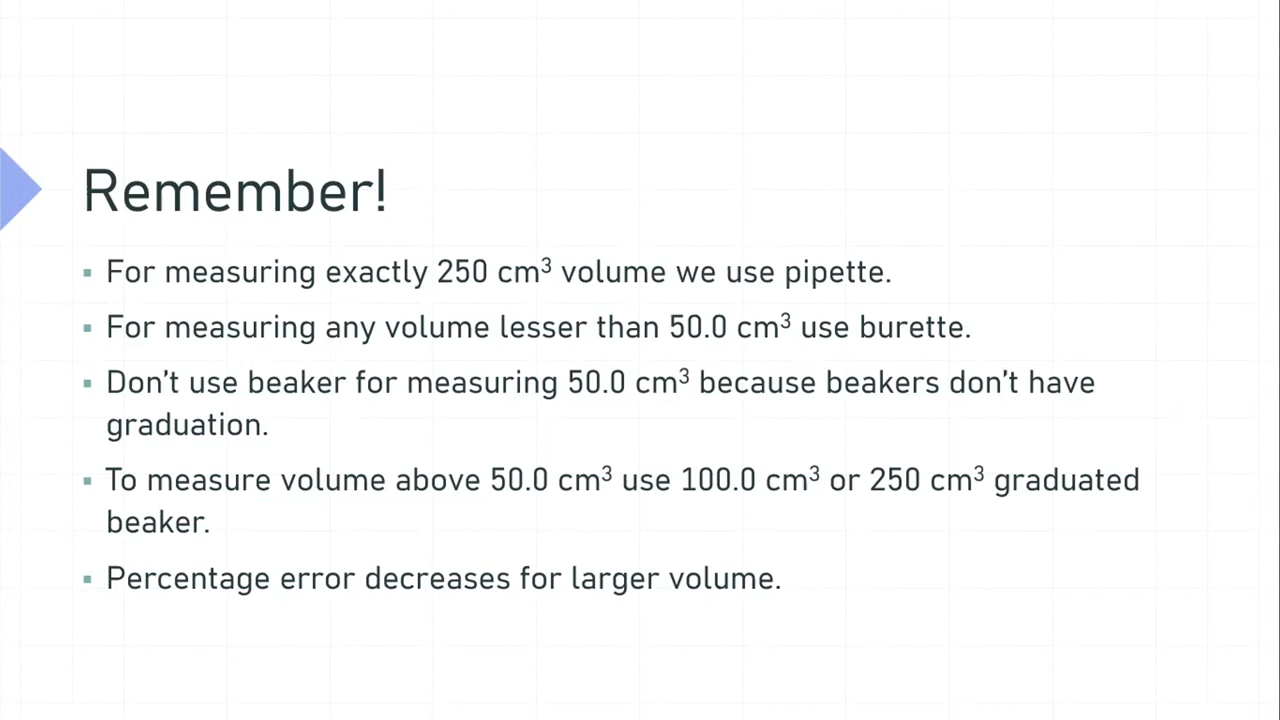 Remember!
▪ For measuring exactly 250 cm³ volume we use pipette.
▪ For measuring any volume lesser than 50.0 cm³ use burette.
▪ Don't use beaker for measuring 50.0 cm³ because beakers don't have
graduation.
▪ To measure volume above 50.0 cm³ use 100.0 cm³ or 250 cm³ graduated
beaker.
▪ Percentage error decreases for larger volume.